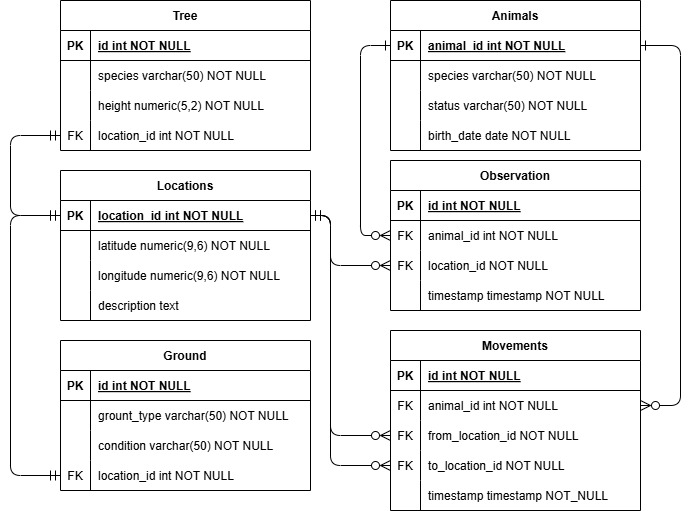 Tree
PK id int NOT NULL
species varchar(50) NOT NULL
height numeric(5,2) NOT NULL
FK location_id int NOT NULL
Locations
PK location_id int NOT NULL
latitude numeric(9,6) NOT NULL
longitude numeric(9,6) NOT NULL
description text
Ground
PK id int NOT NULL
grount_type varchar(50) NOT NULL
condition varchar(50) NOT NULL
FK location_id int NOT NULL
Animals
PK animal_id int NOT NULL
species varchar(50) NOT NULL
status varchar(50) NOT NULL
birth_date date NOT NULL
Observation
PK id int NOT NULL
FK animal_id int NOT NULL
FK location_id NOT NULL
timestamp timestamp NOT NULL
Movements
PK id int NOT NULL
FK animal_id int NOT NULL
FK from_location_id NOT NULL
FK to_location_id NOT NULL
timestamp timestamp NOT_NULL